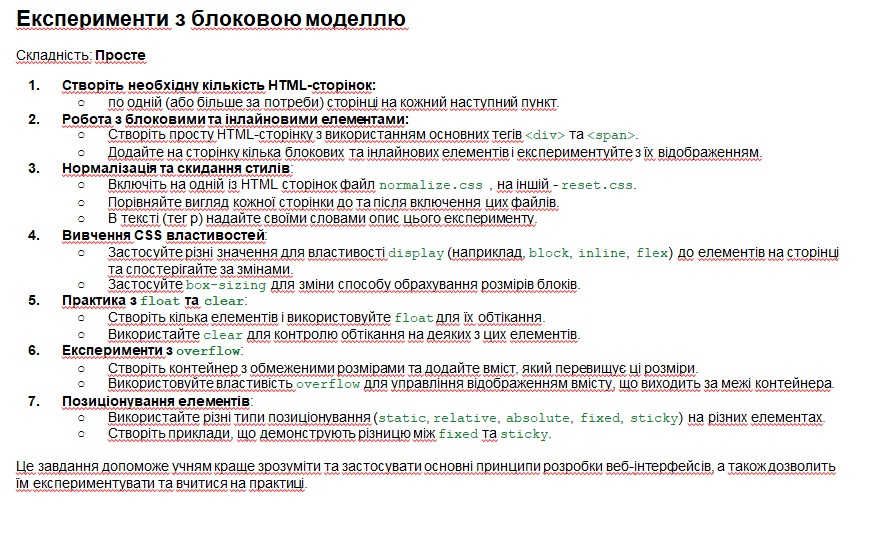 Експерименти з блоковою моделлю
Складність: Просте
1. Створіть необхідну кількість HTML-сторінок:
○ по одній (або більше за потреби) сторінці на кожний наступний пункт.
2. Робота з блоковими та інлайновими елементами:
○ Створіть просту HTML-сторінку з використанням основних тегів <div> та <span>.
○ Додайте на сторінку кілька блокових та інлайнових елементів і експериментуйте з їх відображенням.
3. Нормалізація та скидання стилів:
○ Включіть на одній із HTML сторінок файл normalize.css , на іншій - reset.css.
○ Порівняйте вигляд кожної сторінки до та після включення цих файлів.
○ В тексті (тег p) надайте своїми словами опис цього експерименту.
4. Вивчення CSS властивостей:
○ Застосуйте різні значення для властивості display (наприклад, block, inline, flex) до елементів на сторінці
та спостерігайте за змінами.
○ Застосуйте box-sizing для зміни способу обрахування розмірів блоків.
5. Практика з float та clear:
○ Створіть кілька елементів і використовуйте float для їх обтікання.
○ Використайте clear для контролю обтікання на деяких з цих елементів.
6. Експерименти з overflow:
○ Створіть контейнер з обмеженими розмірами та додайте вміст, який перевищує ці розміри.
○ Використовуйте властивість overflow для управління відображенням вмісту, що виходить за межі контейнера.
7. Позиціонування елементів:
○ Використайте різні типи позиціонування (static, relative, absolute, fixed, sticky) на різних елементах.
○ Створіть приклади, що демонструють різницю між fixed та sticky.
Це завдання допоможе учням краще зрозуміти та застосувати основні принципи розробки веб-інтерфейсів, а також дозволить
їм експериментувати та вчитися на практиці.